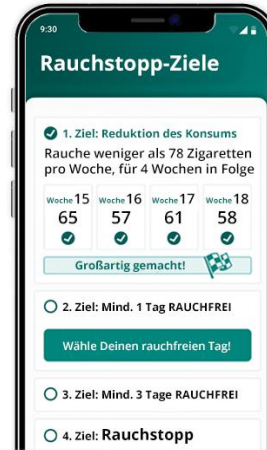 9:30
Rauchstopp-Ziele
1. Ziel: Reduktion des Konsums
Rauche weniger als 78 Zigaretten
pro Woche, für 4 Wochen in Folge
Woche 15 Woche 16 Woche 17 Woche 18
65 57 61 58
Großartig gemacht!
2. Ziel: Mind. 1 Tag RAUCHFREI
Wähle Deinen rauchfreien Tag!
3. Ziel: Mind. 3 Tage RAUCHFREI
4. Ziel: Rauchstopp